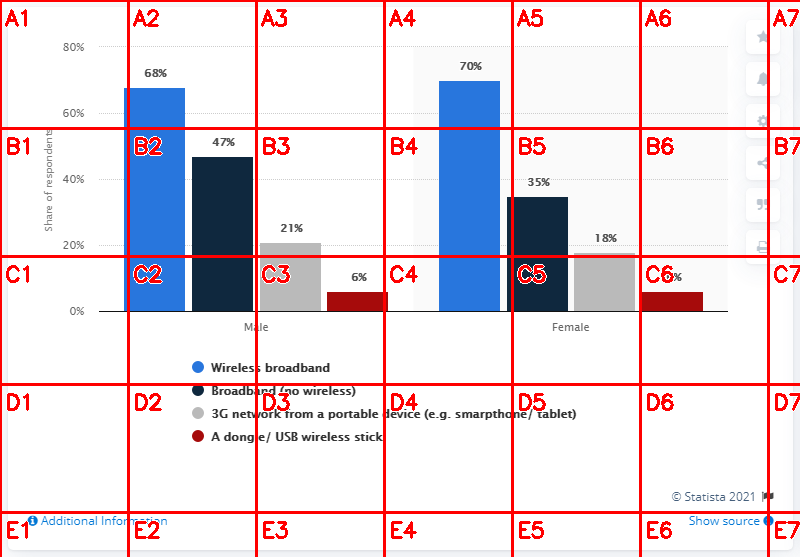 A1 A2 A3 A4 A5 A6 A7
80%
70%
68%
60%
B1 B2 B3 B4 B5 B6 B7
47%
Share of respondents
40%
35%
21%
18%
20%
C1 C2 C3 C4 C5 C6 C7
6%
0%
Male Female
Wireless broadband
Broadband (no wireless)
D1 D2 D3 D4 D5 D6 D7
3G network from a portable device (e.g. smarpthone/ tablet)
A dongle/ USB wireless stick
© Statista 2021
Additional Information Show source
E1 E2 E3 E4 E5 E6 E7